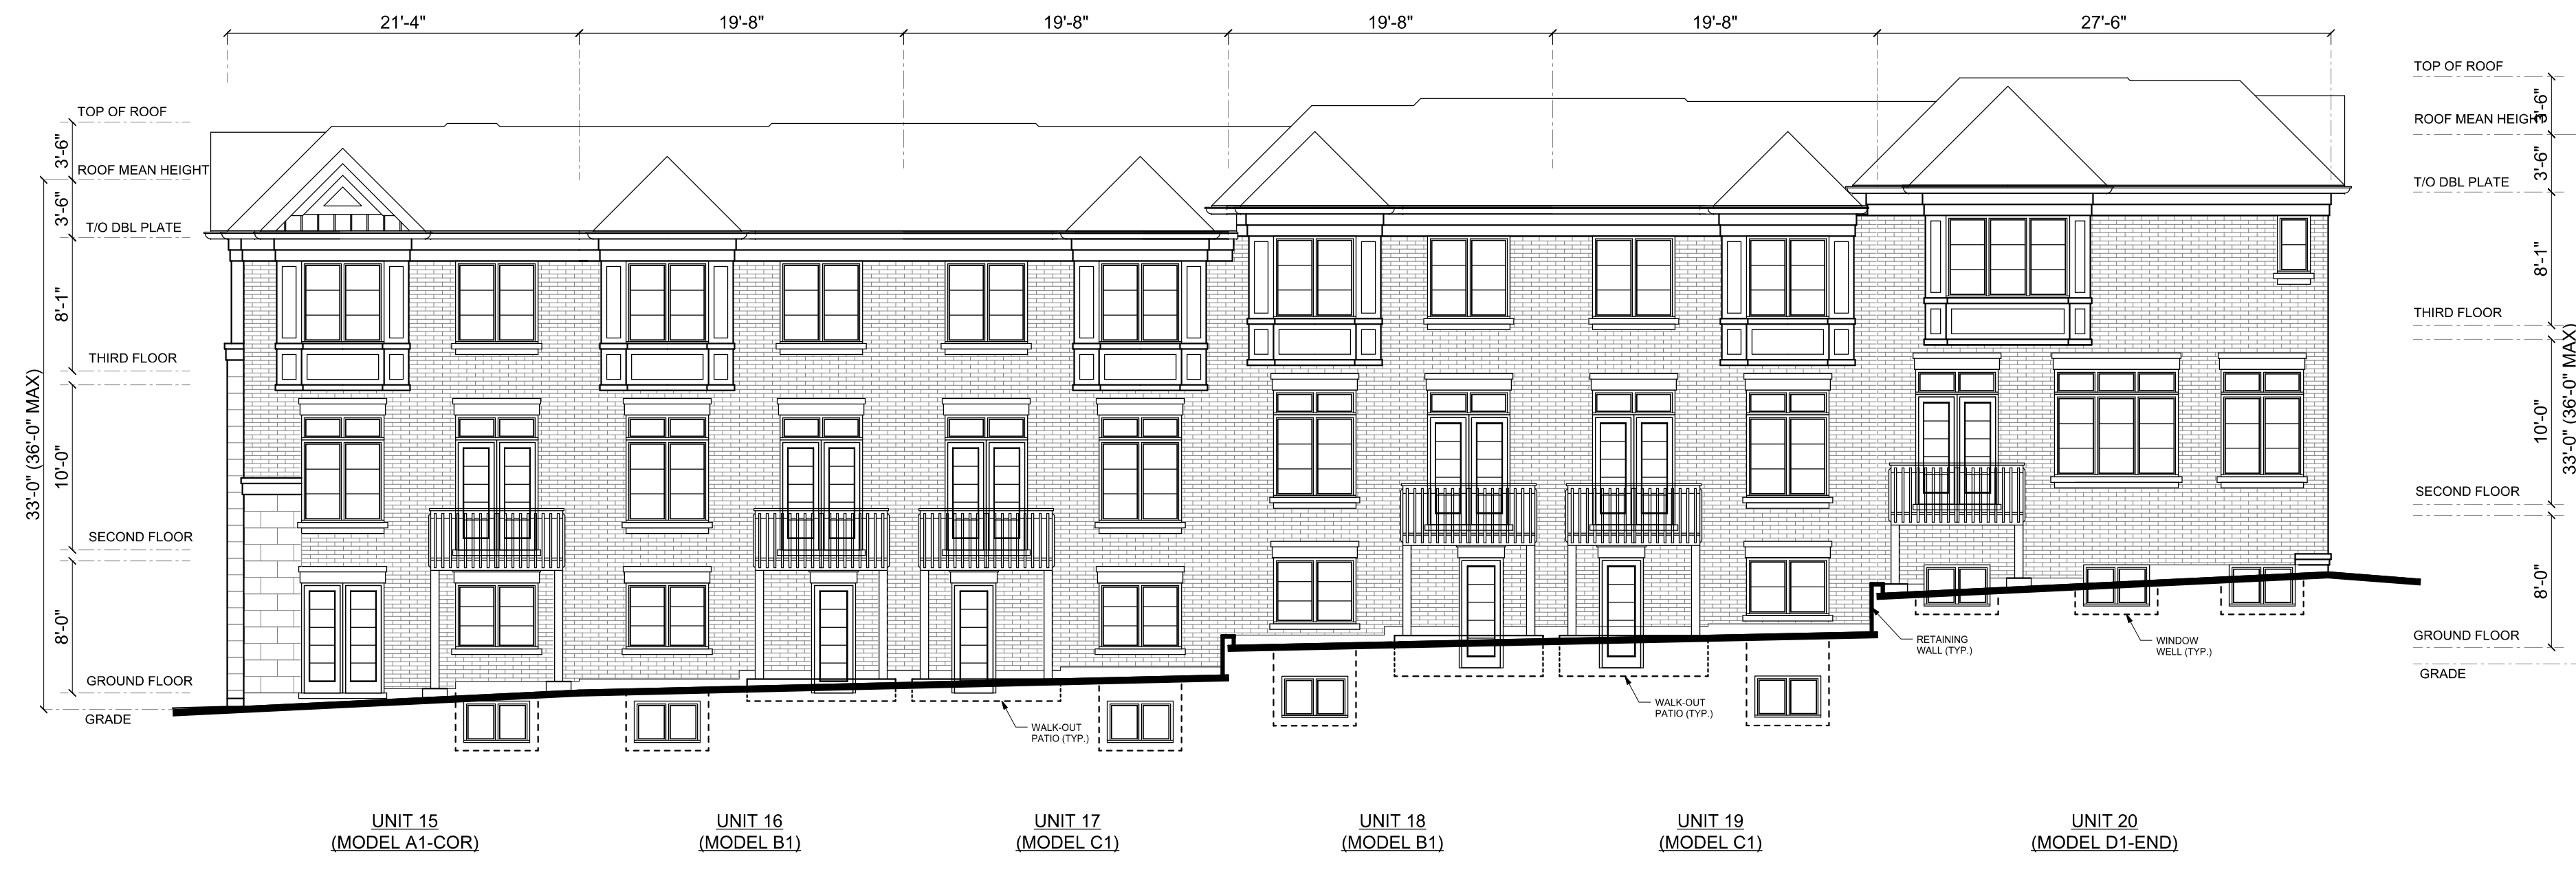 21'-4"
19'-8"
19'-8"
19'-8"
19'-8"
27'-6"
TOP OF ROOF
3'-6"
ROOF MEAN HEIGHT
3'-6"
T/O DBL PLATE
8'-1"
THIRD FLOOR
33'-0" (36'-0" MAX)
10'-0"
SECOND FLOOR
8'-0"
GROUND FLOOR
GRADE
TOP OF ROOF
3'-6"
ROOF MEAN HEIGHT
3'-6"
T/O DBL PLATE
8'-1"
THIRD FLOOR
33'-0" (36'-0" MAX)
10'-0"
SECOND FLOOR
8'-0"
GROUND FLOOR
GRADE
WALK-OUT
PATIO (TYP.)
WALK-OUT
PATIO (TYP.)
RETAINING
WALL (TYP.)
WINDOW
WELL (TYP.)
UNIT 15
(MODEL A1-COR)
UNIT 16
(MODEL B1)
UNIT 17
(MODEL C1)
UNIT 18
(MODEL B1)
UNIT 19
(MODEL C1)
UNIT 20
(MODEL D1-END)